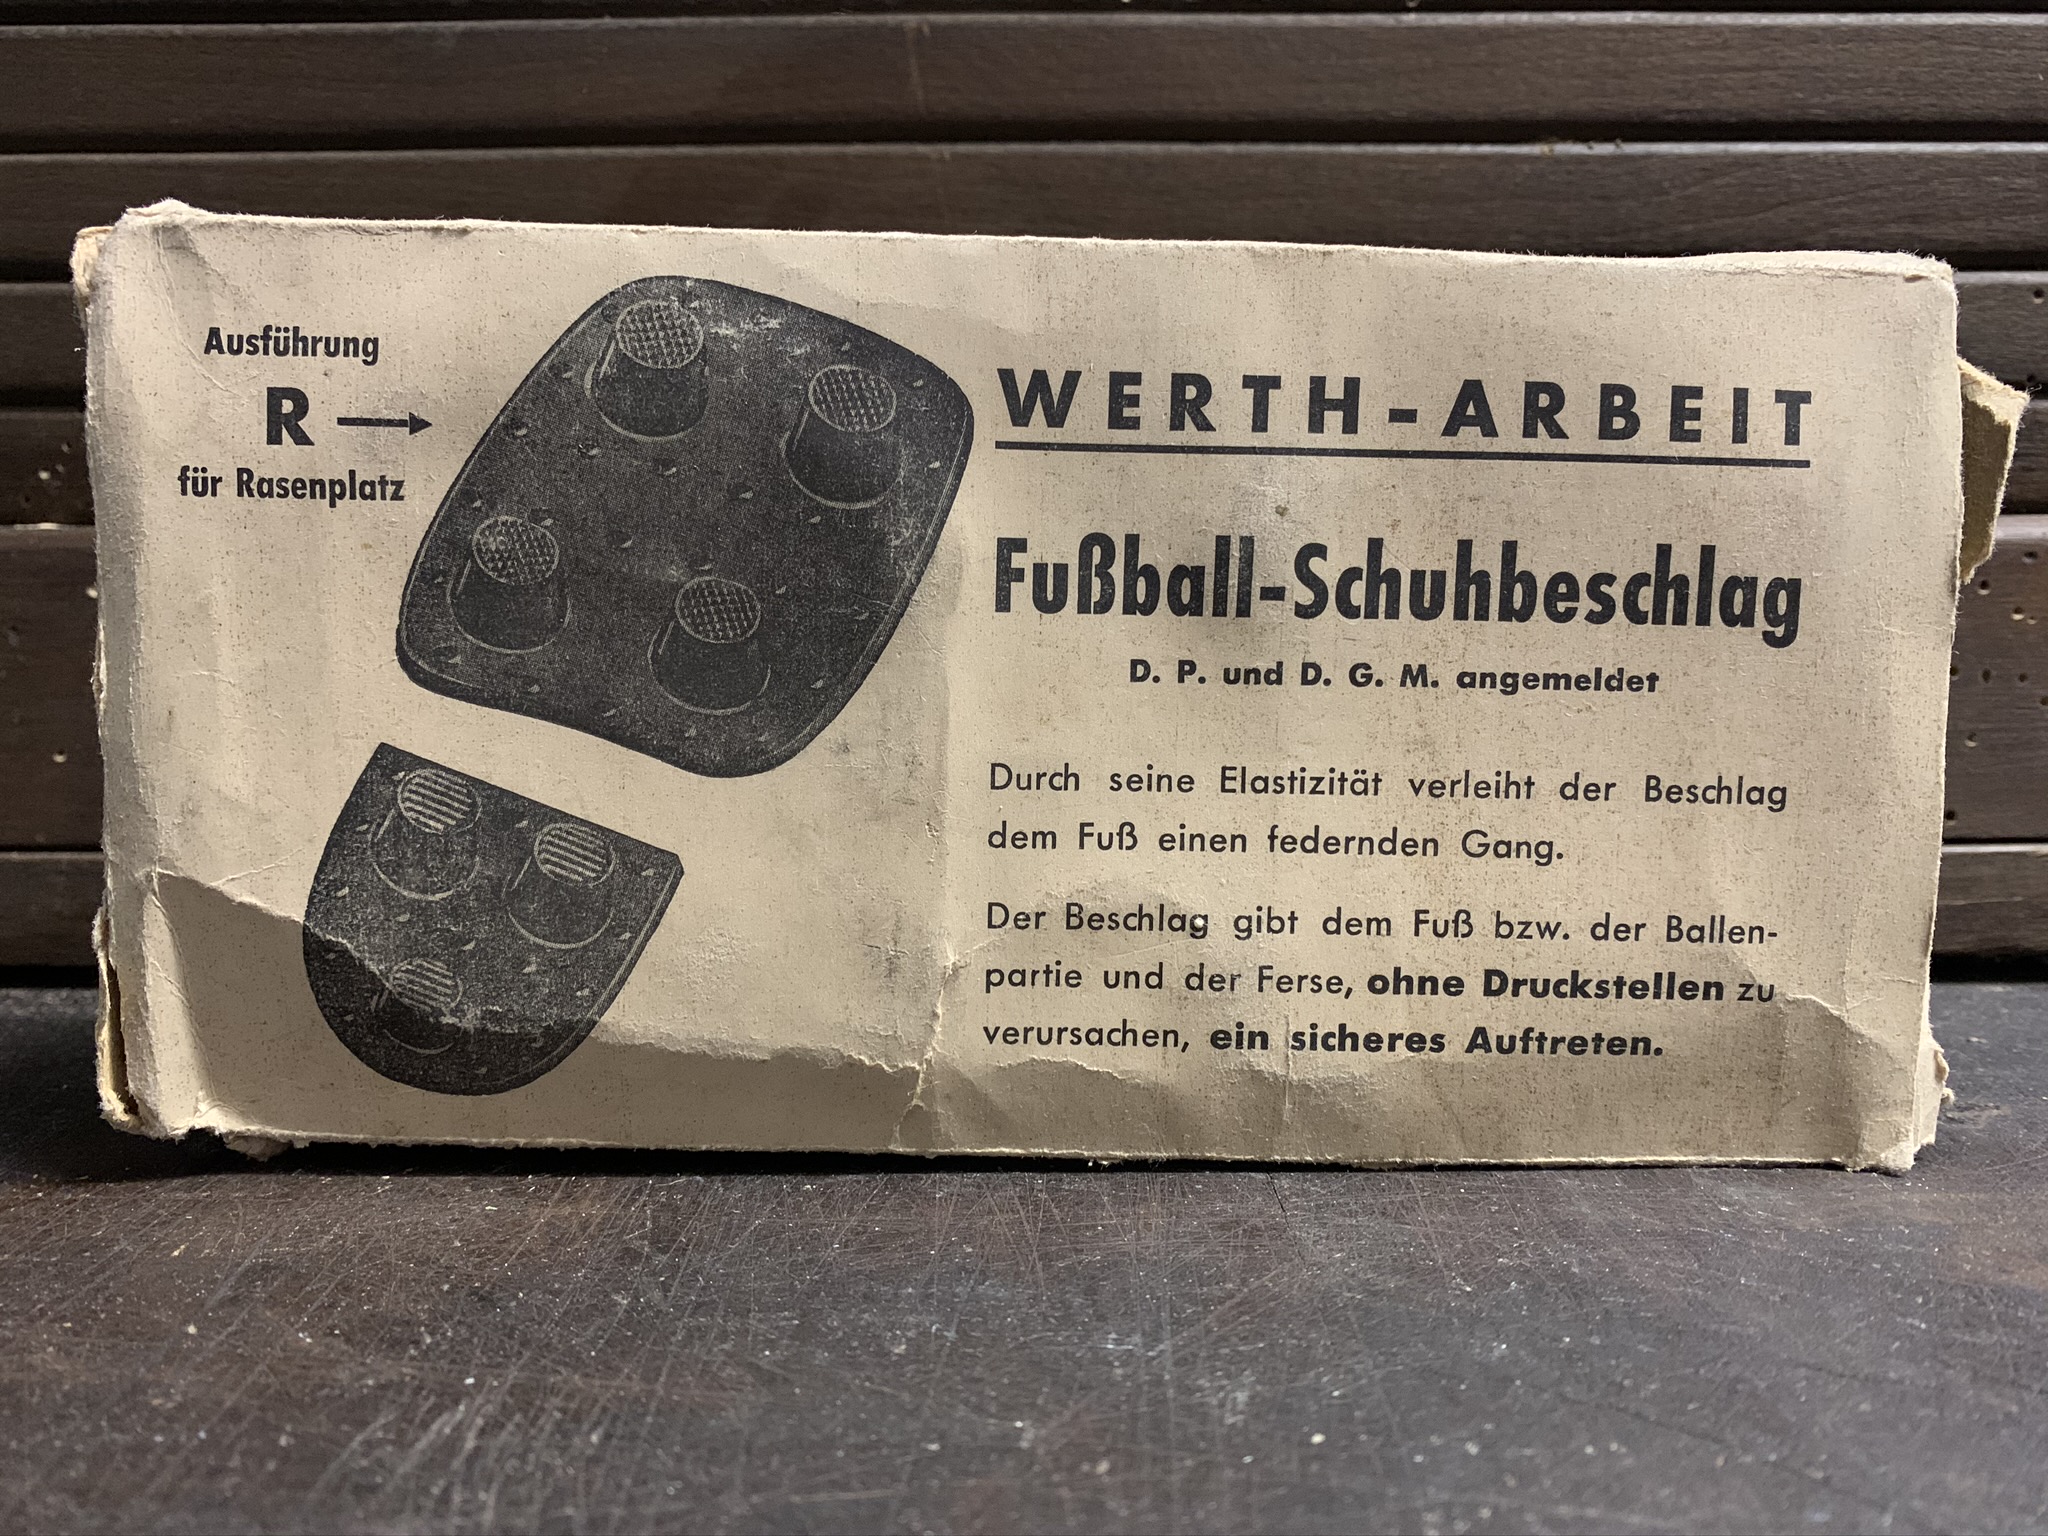 Ausführung
R
für Rasenplatz
WERTH-ARBEIT
Fußball-Schuhbeschlag
D. P. und D. G. M. angemeldet
Durch seine Elastizität verleiht der Beschlag
dem Fuß einen federnden Gang.
Der Beschlag gibt dem Fuß bzw. der Ballen-
partie und der Ferse, ohne Druckstellen zu
verursachen, ein sicheres Auftreten.